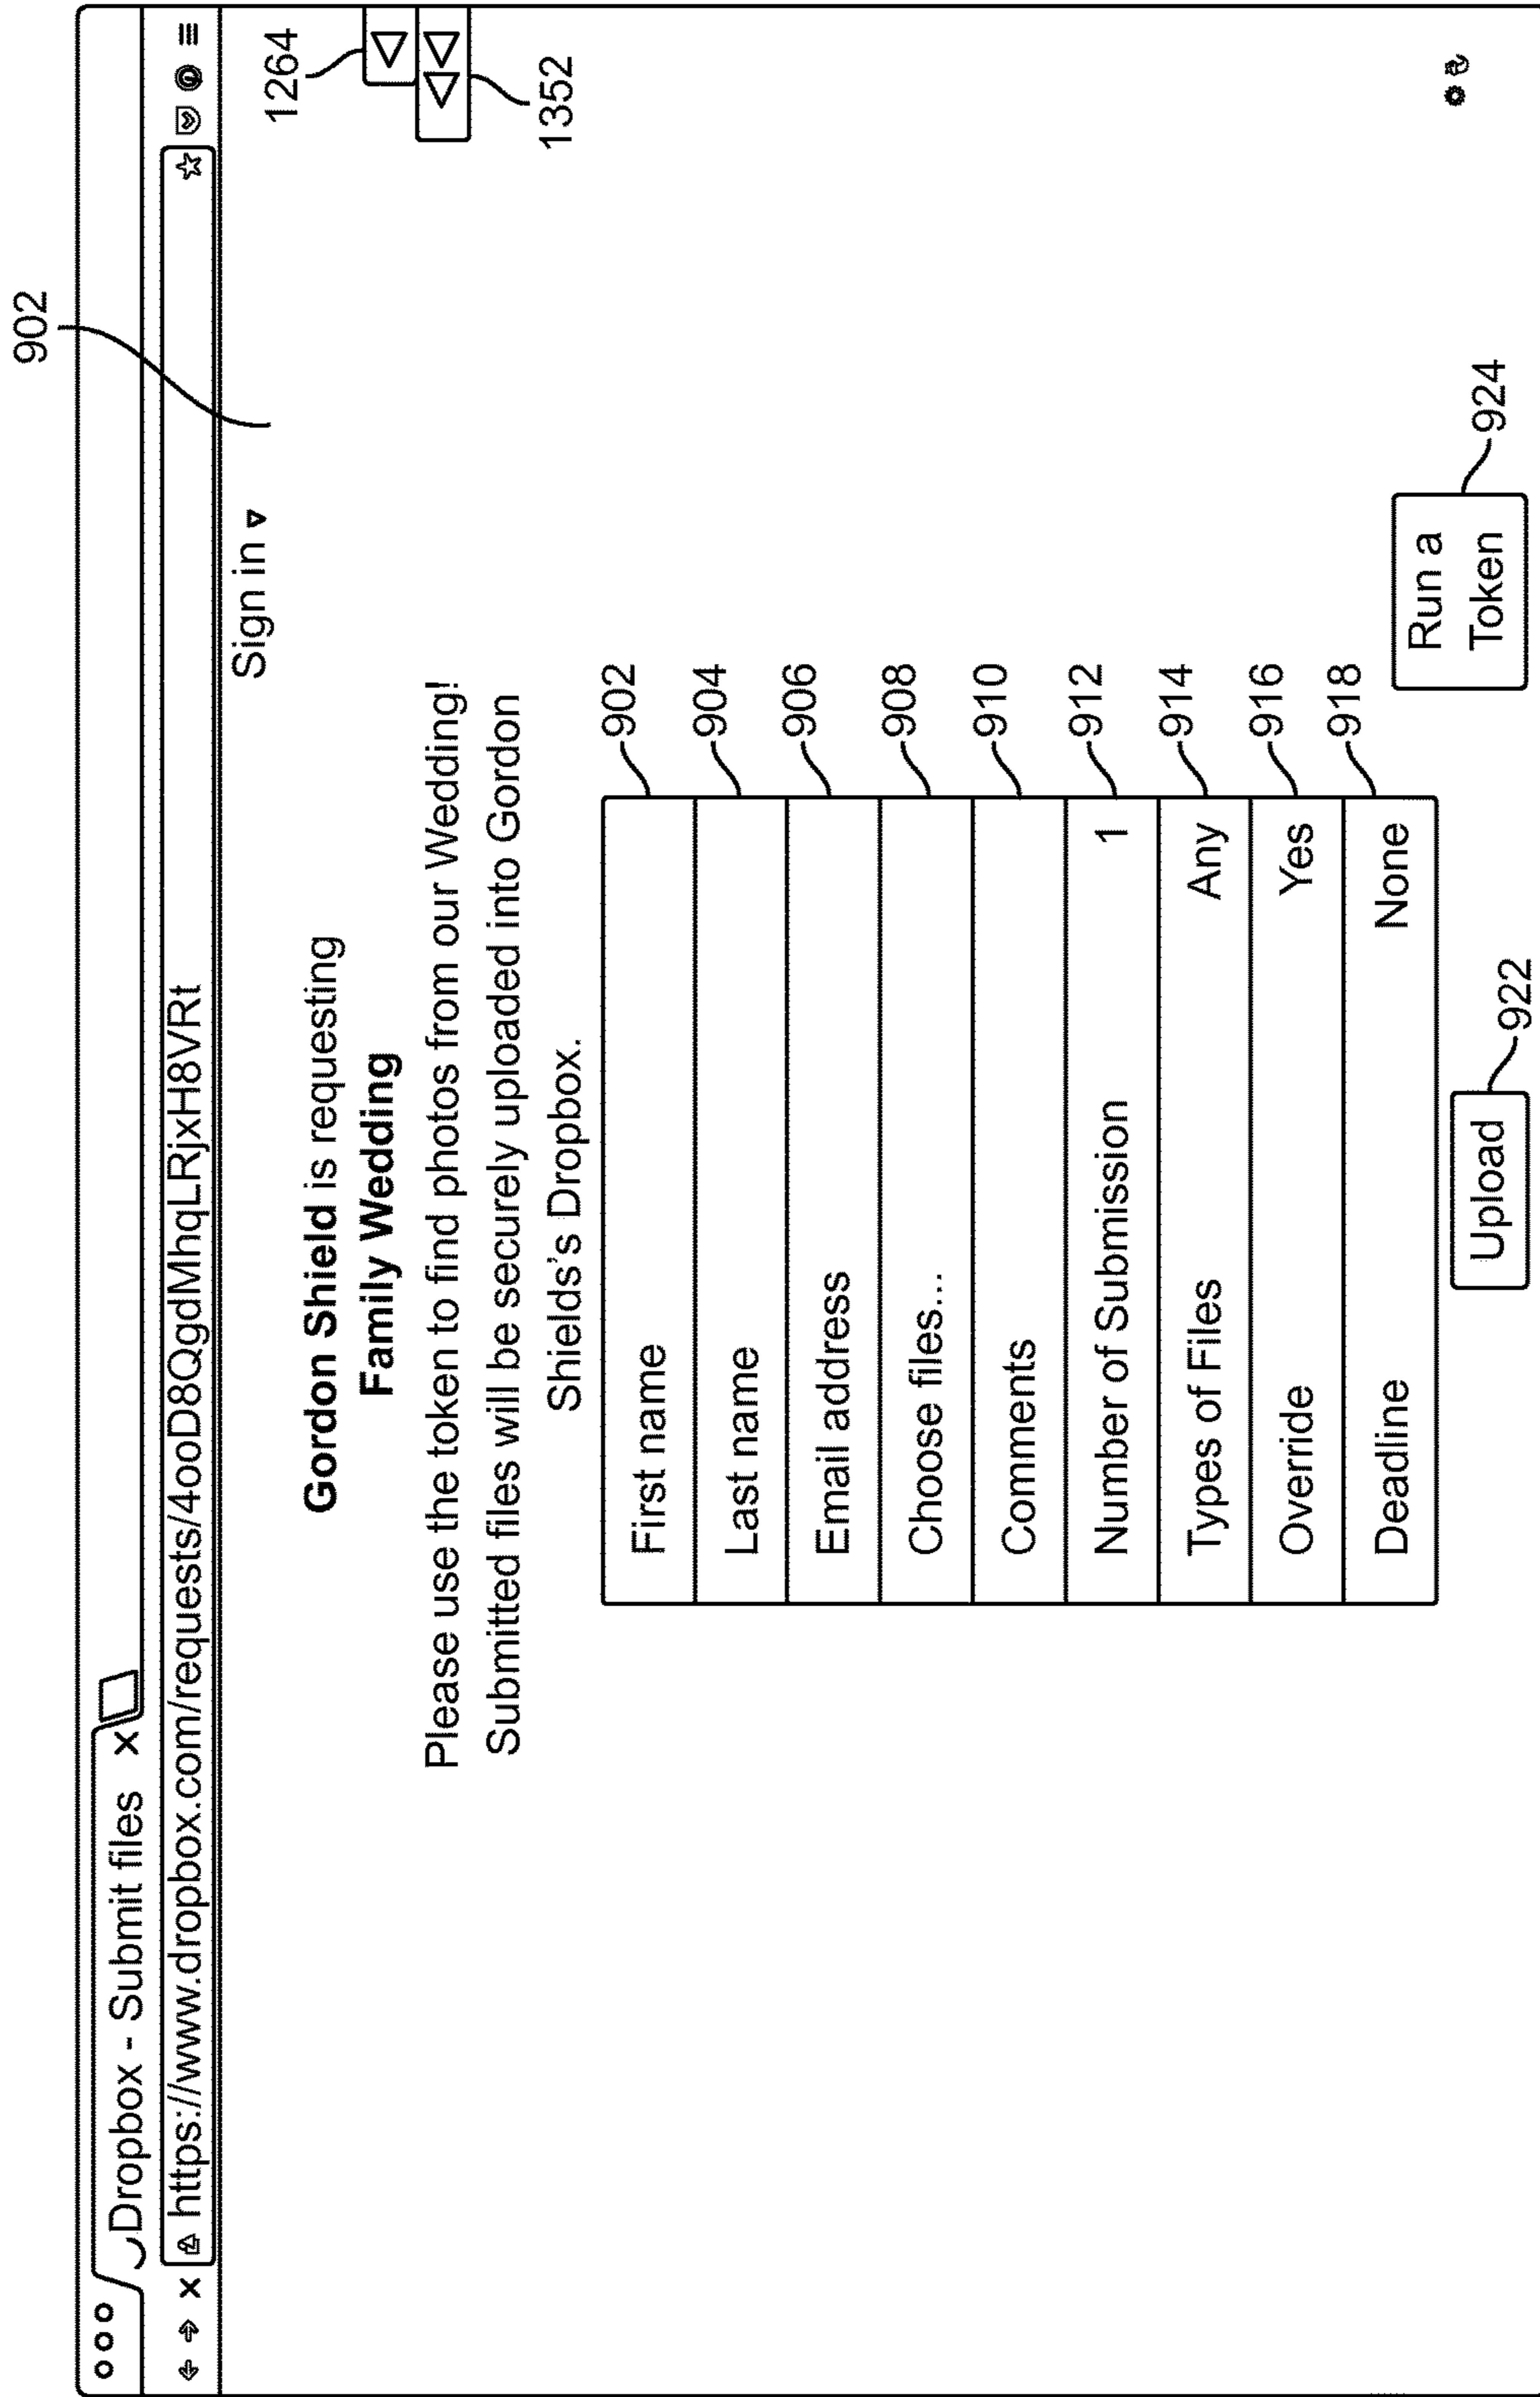 902
Dropbox - Submit files X
https://www.dropbox.com/requests/4ooD8QgdMhqLRjxH8VRt
Sign in
1264
1352
Gordon Shield is requesting
Family Wedding
Please use the token to find photos from our Wedding!
Submitted files will be securely uploaded into Gordon
Shields's Dropbox.
First name 902
Last name 904
Email address 906
Choose files... 908
Comments 910
Number of Submission 1 912
Types of Files Any 914
Override Yes 916
Deadline None 918
Upload 922
Run a
Token 924